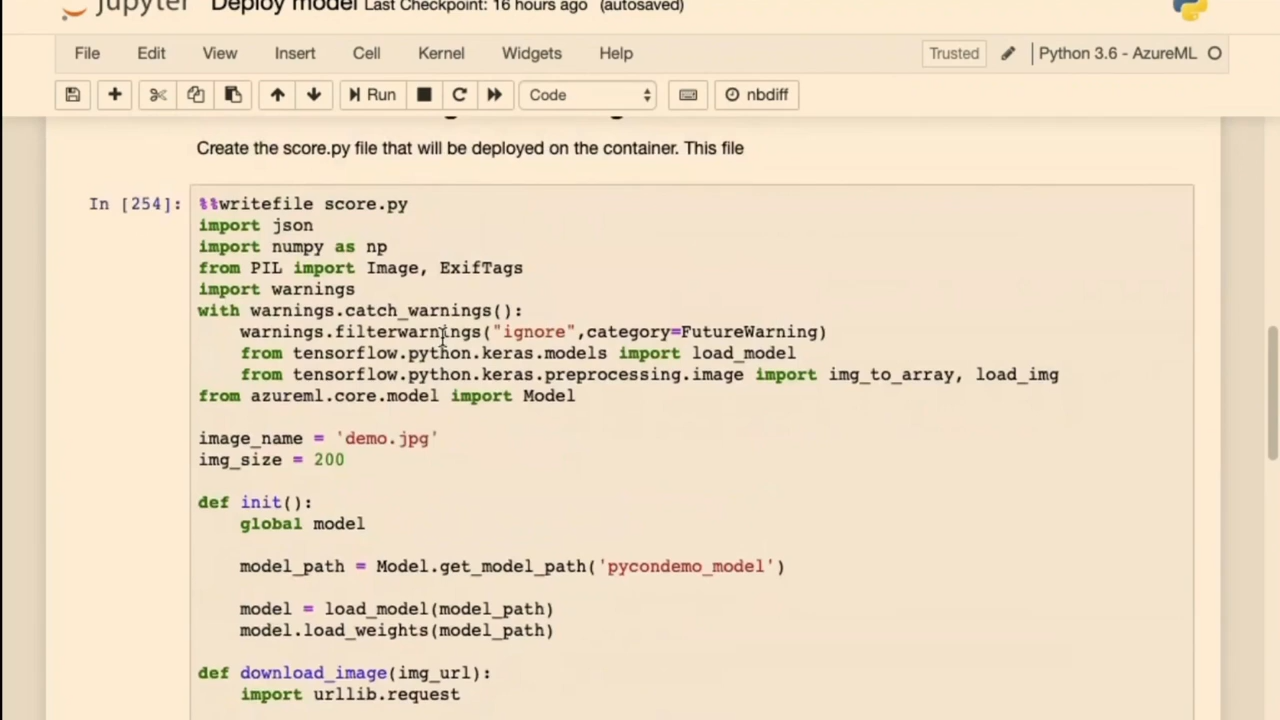 jupyter Deploy model Last Checkpoint: 16 hours ago (autosaved)
File Edit View Insert Cell Kernel Widgets Help Trusted Python 3.6 - AzureML
Run Code nbdiff
Create the score.py file that will be deployed on the container. This file
In [254]: %%writefile score.py
import json
import numpy as np
from PIL import Image, ExifTags
import warnings
with warnings.catch_warnings():
    warnings.filterwarnings("ignore",category=FutureWarning)
    from tensorflow.python.keras.models import load_model
    from tensorflow.python.keras.preprocessing.image import img_to_array, load_img
from azureml.core.model import Model
image_name = 'demo.jpg'
img_size = 200
def init():
    global model
    model_path = Model.get_model_path('pycondemo_model')
    model = load_model(model_path)
    model.load_weights(model_path)
def download_image(img_url):
    import urllib.request